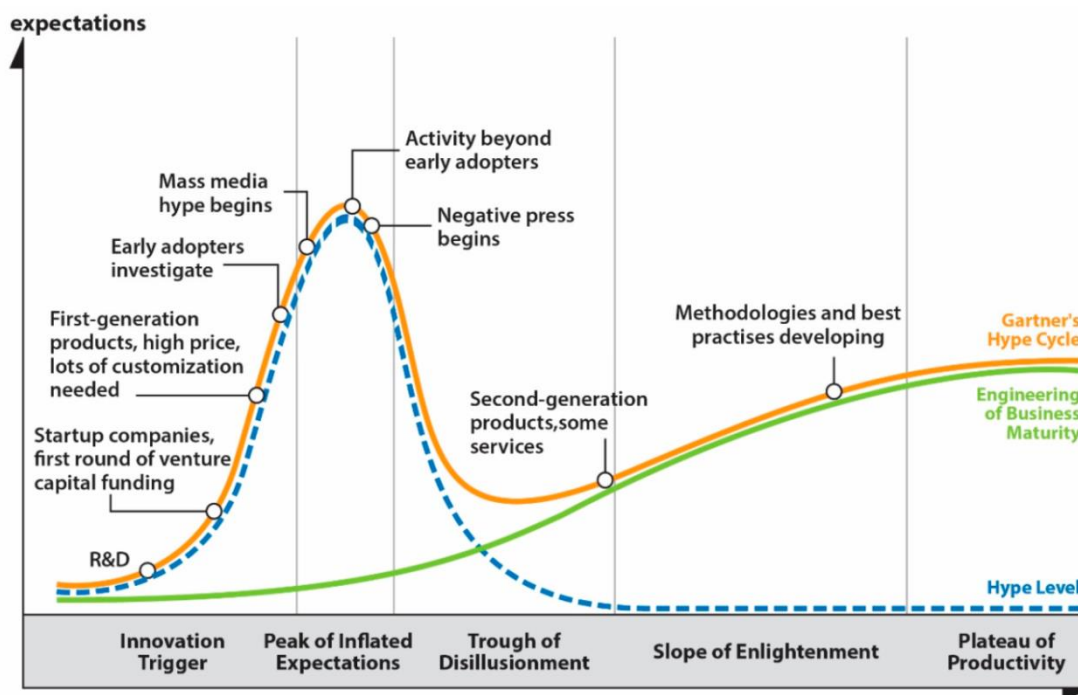 expectations
Activity beyond
early adopters
Mass media
hype begins
Negative press
begins
Early adopters
investigate
First-generation
products, high price,
lots of customization
needed
Startup companies,
first round of venture
capital funding
R&D
Second-generation
products,some
services
Methodologies and best
practises developing
Gartner's
Hype Cycle
Engineering
of Business
Maturity
Hype Level
Innovation
Trigger
Peak of Inflated
Expectations
Trough of
Disillusionment
Slope of Enlightenment
Plateau of
Productivity